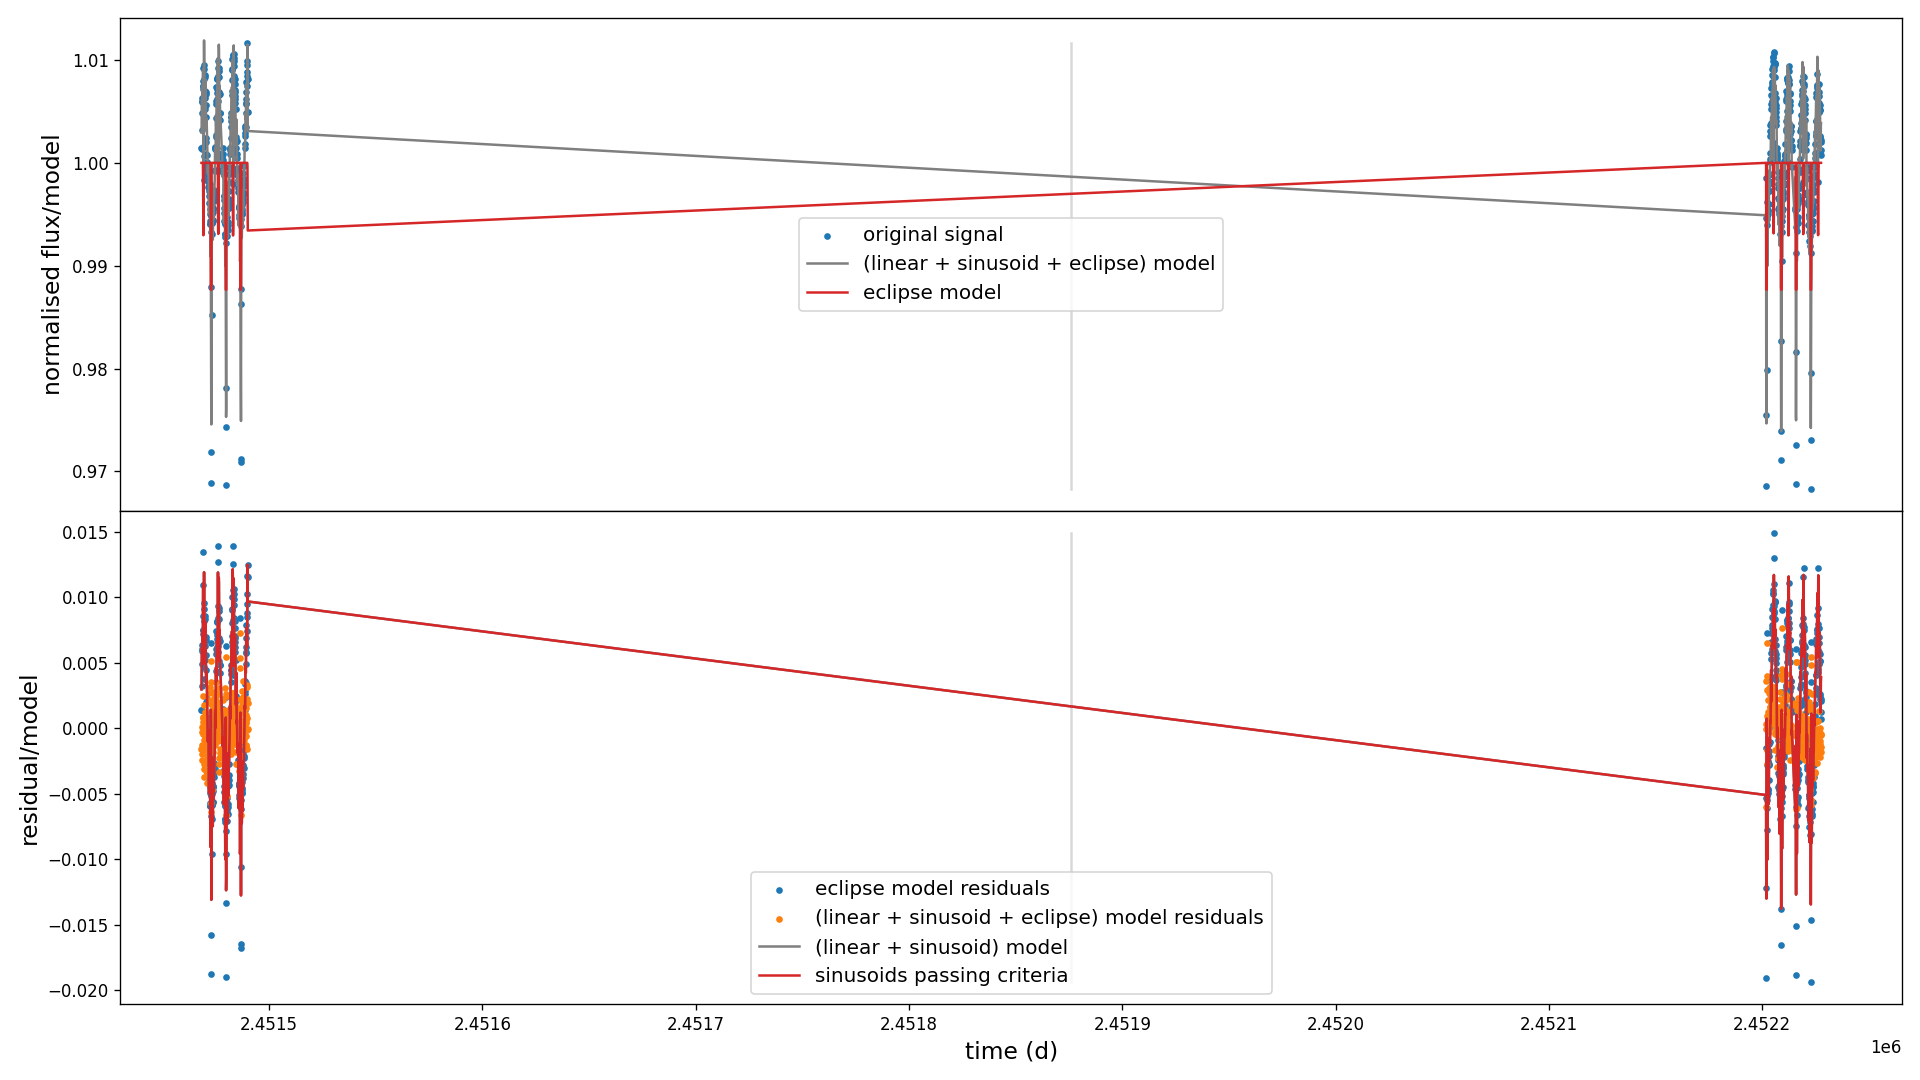 normalised flux/model
1.01
1.00
0.99
0.98
0.97
original signal
(linear + sinusoid + eclipse) model
eclipse model
residual/model
0.015
0.010
0.005
0.000
−0.005
−0.010
−0.015
−0.020
eclipse model residuals
(linear + sinusoid + eclipse) model residuals
(linear + sinusoid) model
sinusoids passing criteria
2.4515 2.4516 2.4517 2.4518 2.4519 2.4520 2.4521 2.4522
1e6
time (d)